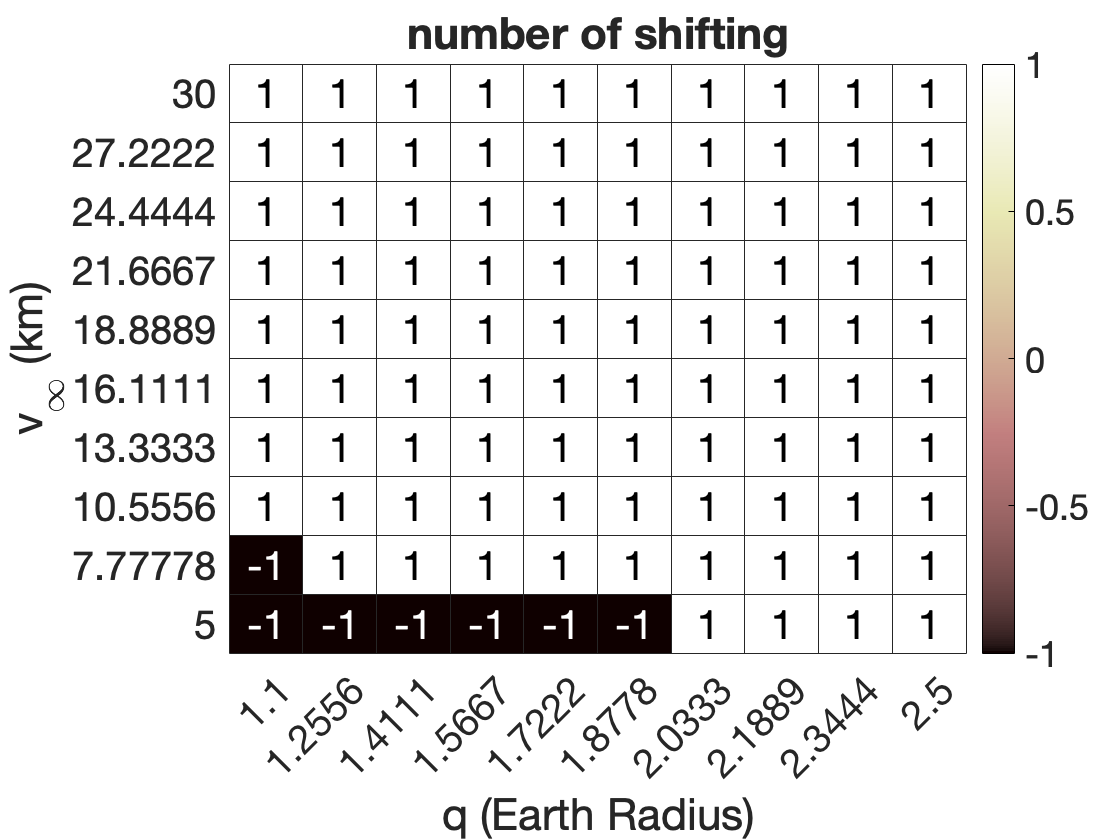 number of shifting
30 1 1 1 1 1 1 1 1 1 1
27.2222 1 1 1 1 1 1 1 1 1 1
24.4444 1 1 1 1 1 1 1 1 1 1
21.6667 1 1 1 1 1 1 1 1 1 1
18.8889 1 1 1 1 1 1 1 1 1 1
16.1111 1 1 1 1 1 1 1 1 1 1
13.3333 1 1 1 1 1 1 1 1 1 1
10.5556 1 1 1 1 1 1 1 1 1 1
7.77778 -1 1 1 1 1 1 1 1 1 1
5 -1 -1 -1 -1 -1 -1 1 1 1 1
1.1 1.2556 1.4111 1.5667 1.7222 1.8778 2.0333 2.1889 2.3444 2.5
q (Earth Radius)
v∞ (km)
1
0.5
0
-0.5
-1